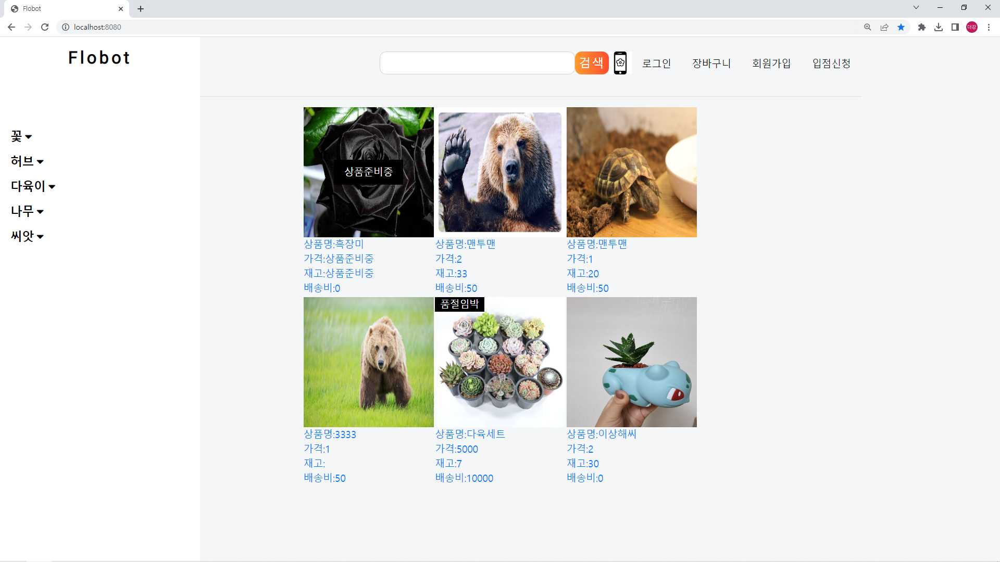 Flobot
localhost:8080
더강
Flobot
검색
로그인
장바구니
회원가입
입점신청
꽃
허브
다육이
나무
씨앗
상품준비중
상품명:흑장미
가격:상품준비중
재고:상품준비중
배송비:0
상품명:맨투맨
가격:2
재고:33
배송비:50
상품명:맨투맨
가격:1
재고:20
배송비:50
상품명:3333
가격:1
재고:
배송비:50
품절임박
상품명:다육세트
가격:5000
재고:7
배송비:10000
상품명:이상해씨
가격:2
재고:30
배송비:0